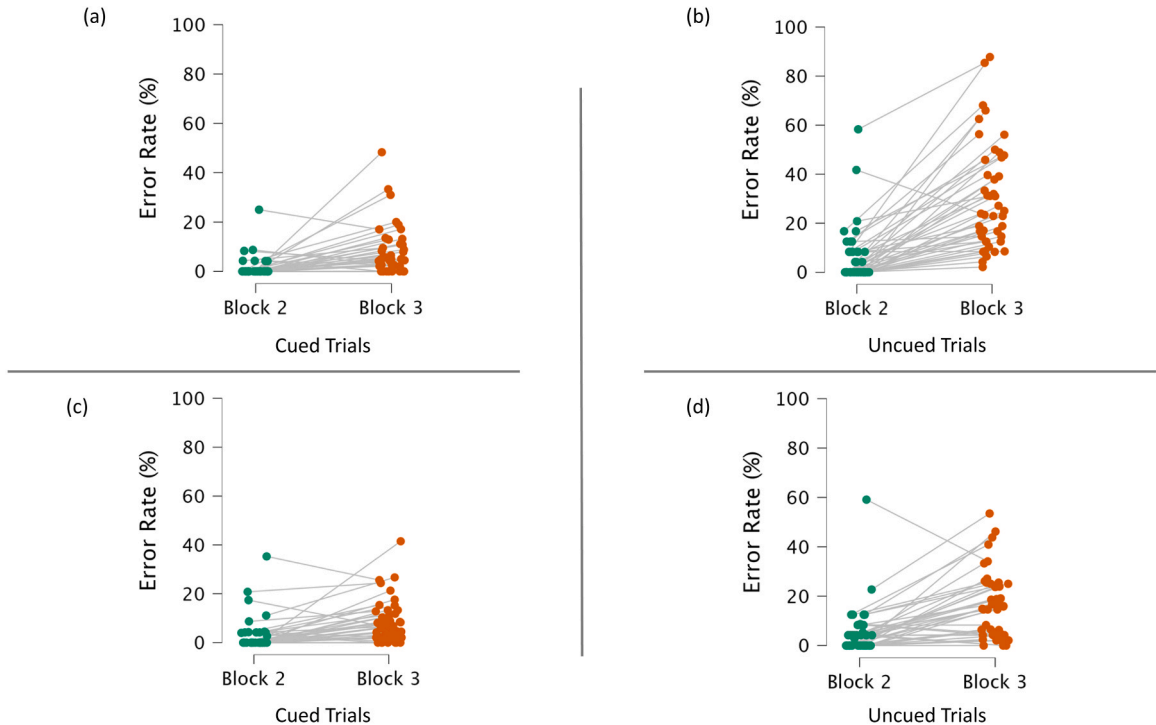 (a)
100
80
60
40
20
0
Error Rate (%)
Block 2 Block 3
Cued Trials
(b)
100
80
60
40
20
0
Error Rate (%)
Block 2 Block 3
Uncued Trials
(c)
100
80
60
40
20
0
Error Rate (%)
Block 2 Block 3
Cued Trials
(d)
100
80
60
40
20
0
Error Rate (%)
Block 2 Block 3
Uncued Trials